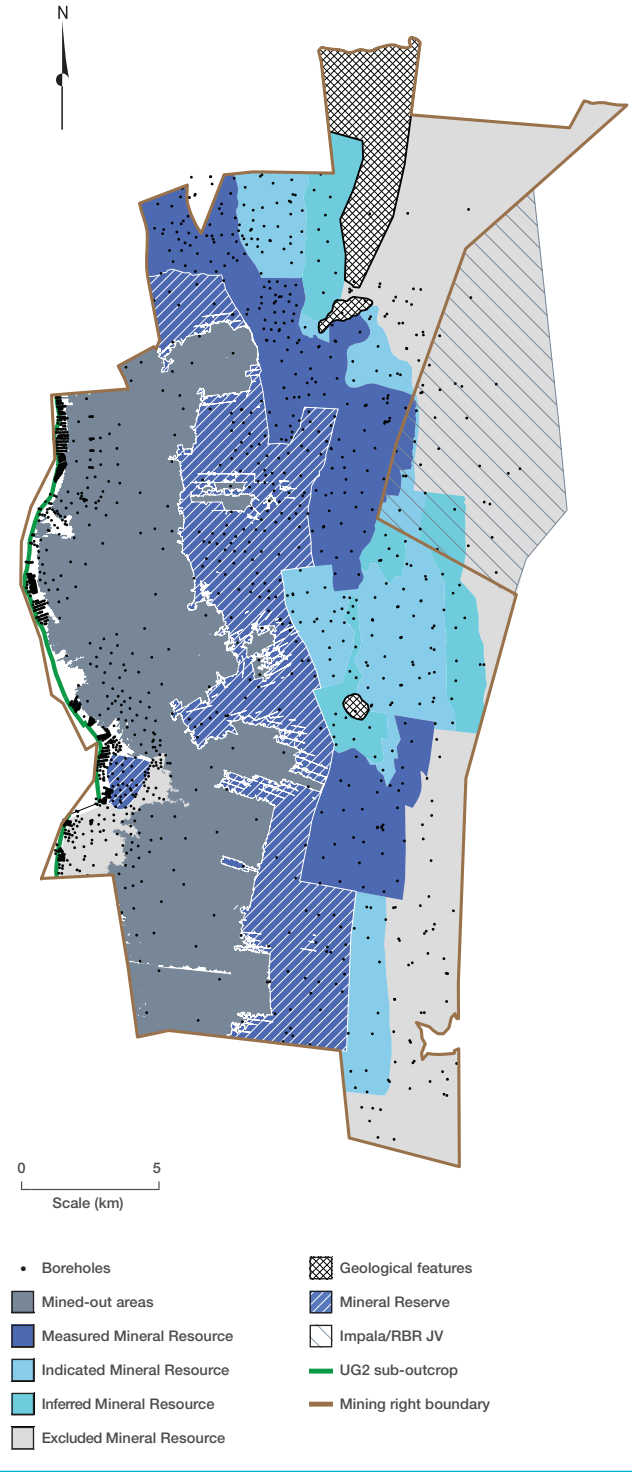 N
0 5
Scale (km)
Boreholes
Mined-out areas
Measured Mineral Resource
Indicated Mineral Resource
Inferred Mineral Resource
Excluded Mineral Resource
Geological features
Mineral Reserve
Impala/RBR JV
UG2 sub-outcrop
Mining right boundary